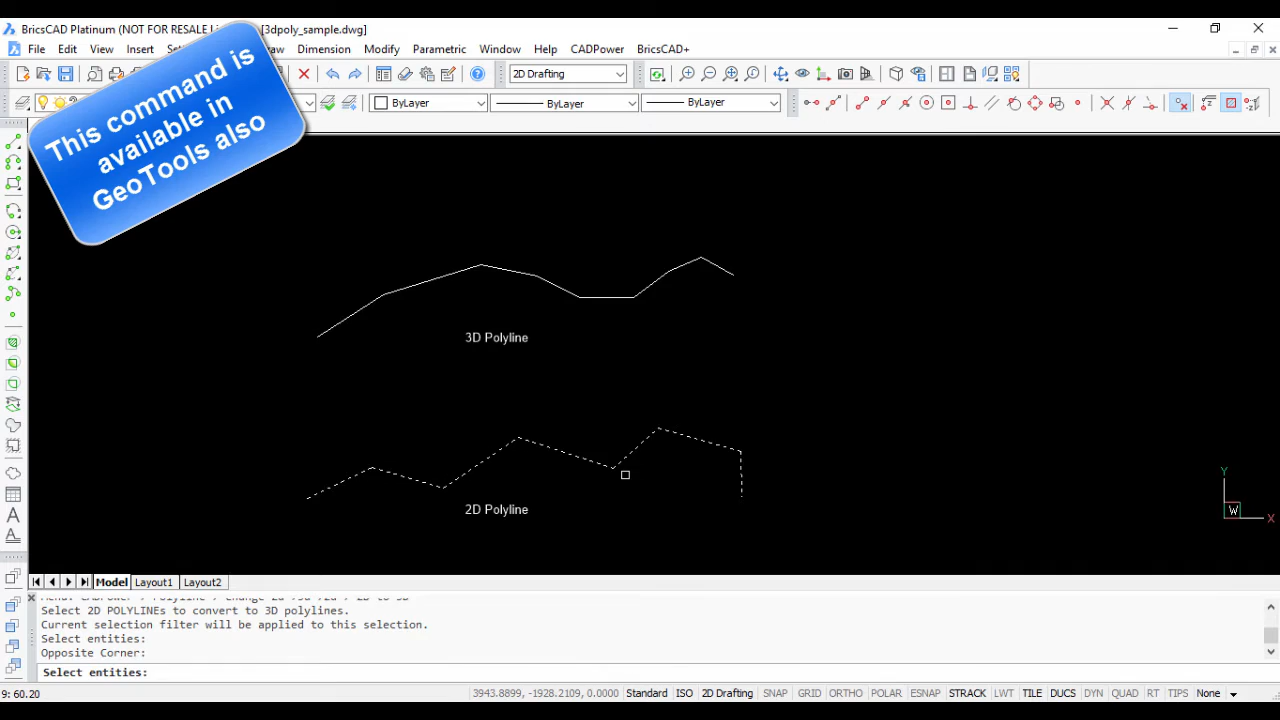 BricsCAD Platinum (NOT FOR RESALE Li
[3dpoly_sample.dwg]
File Edit View Insert Dimension Modify Parametric Window Help CADPower BricsCAD+
2D Drafting
ByLayer ByLayer ByLayer
This command is
available in
GeoTools also
3D Polyline
2D Polyline
Y
W
X
Model Layout1 Layout2
Select 2D POLYLINEs to convert to 3D polylines.
Current selection filter will be applied to this selection.
Select entities:
Opposite Corner:
Select entities:
9: 60.20 3943.8899, -1928.2109, 0.0000 Standard ISO 2D Drafting SNAP GRID ORTHO POLAR ESNAP STRACK LWT TILE DUCS DYN QUAD RT TIPS None